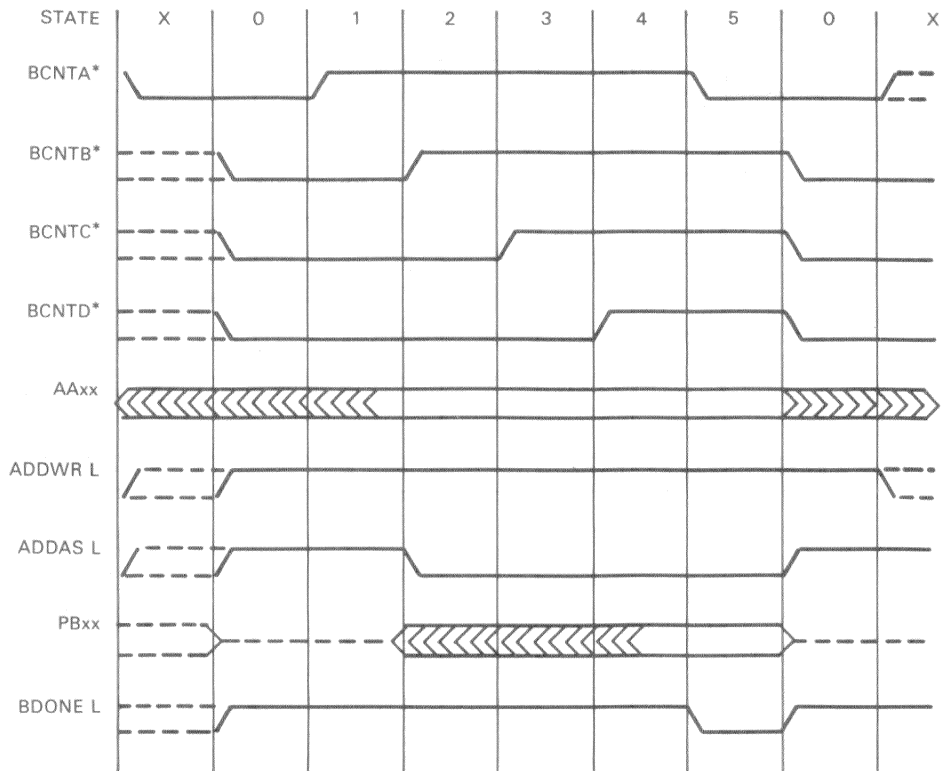 STATE X 0 1 2 3 4 5 0 X
BCNTA*
BCNTB*
BCNTC*
BCNTD*
AAxx
ADDWR L
ADDAS L
PBxx
BDONE L